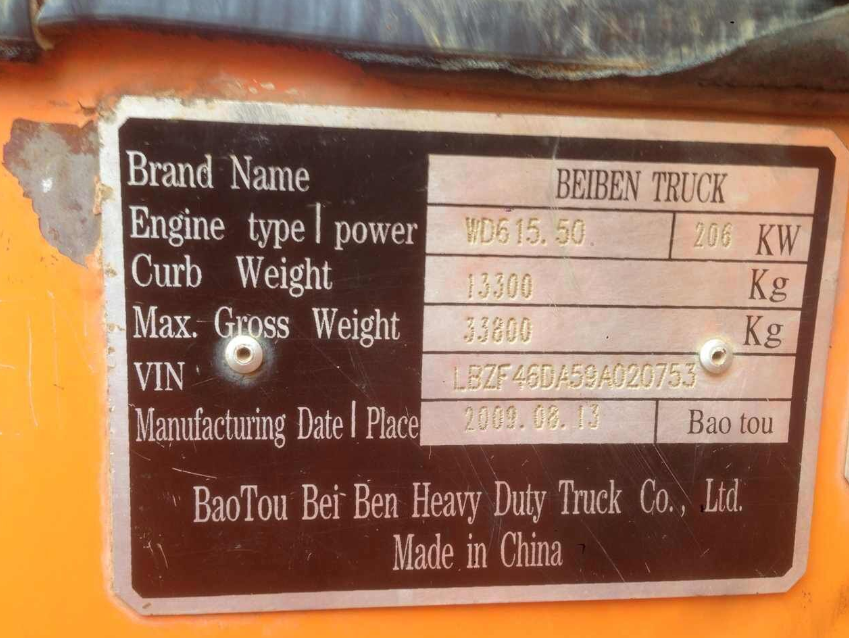 Brand Name BEIBEN TRUCK
Engine type | power WD615.50 206 KW
Curb Weight 13300 Kg
Max. Gross Weight 33800 Kg
VIN LBZF46DA59A020753
Manufacturing Date | Place 2009.08.13 Bao tou
BaoTou Bei Ben Heavy Duty Truck Co., Ltd.
Made in China